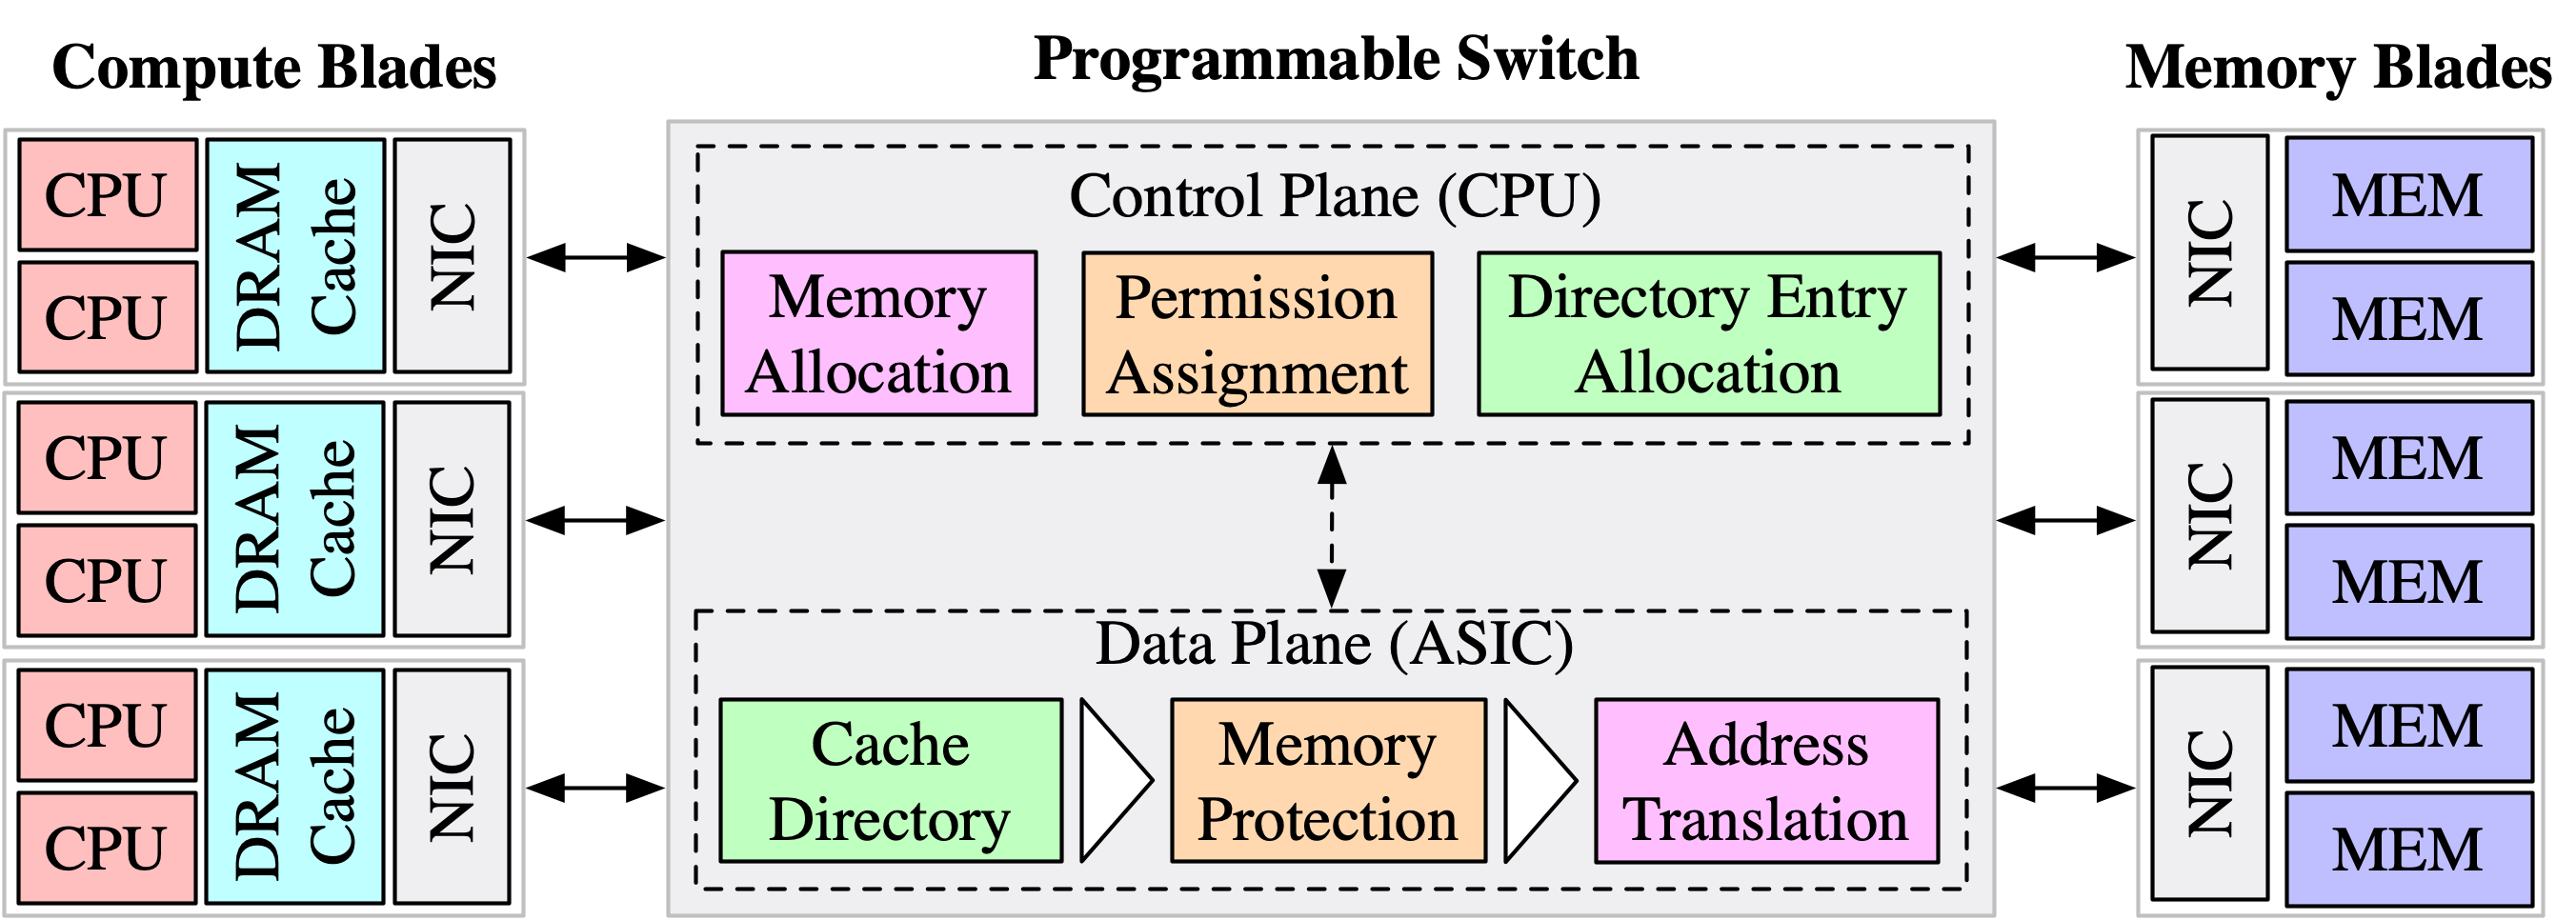 Compute Blades
CPU
CPU
DRAM
Cache
NIC
CPU
CPU
DRAM
Cache
NIC
CPU
CPU
DRAM
Cache
NIC
Programmable Switch
Control Plane (CPU)
Memory
Allocation
Permission
Assignment
Directory Entry
Allocation
Data Plane (ASIC)
Cache
Directory
Memory
Protection
Address
Translation
Memory Blades
NIC
MEM
MEM
NIC
MEM
MEM
NIC
MEM
MEM